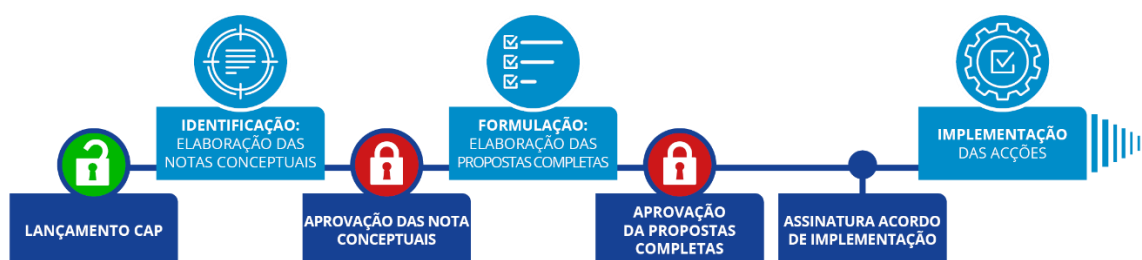 LANÇAMENTO CAP
IDENTIFICAÇÃO:
ELABORAÇÃO DAS
NOTAS CONCEPTUAIS
APROVAÇÃO DAS NOTA
CONCEPTUAIS
FORMULAÇÃO:
ELABORAÇÃO DAS
PROPOSTAS COMPLETAS
APROVAÇÃO
DA PROPOSTAS
COMPLETAS
ASSINATURA ACORDO
DE IMPLEMENTAÇÃO
IMPLEMENTAÇÃO
DAS ACÇÕES